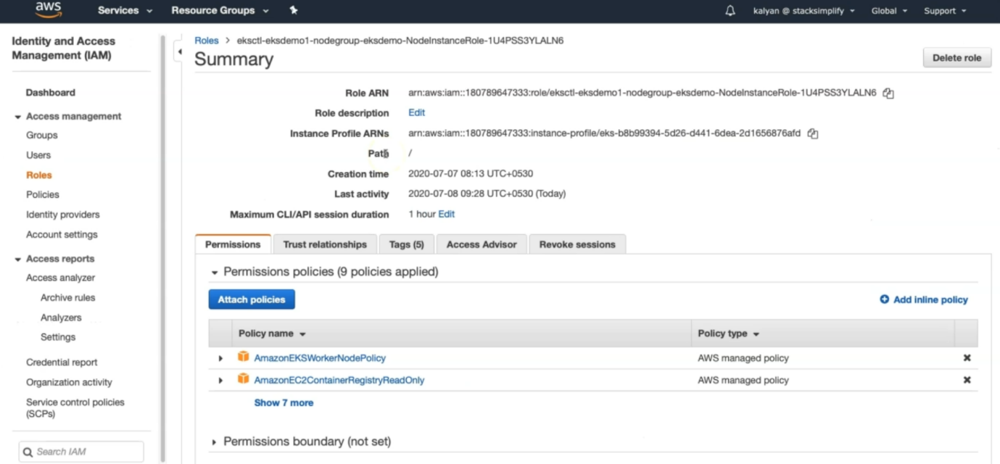 aws Services Resource Groups kalyan @ stacksimplify Global Support
Identity and Access
Management (IAM)
Dashboard
Access management
Groups
Users
Roles
Policies
Identity providers
Account settings
Access reports
Access analyzer
Archive rules
Analyzers
Settings
Credential report
Organization activity
Service control policies
(SCPs)
Search IAM
Roles > eksctl-eksdemo1-nodegroup-eksdemo-NodeInstanceRole-1U4PSS3YLALN6
Summary
Delete role
Role ARN arn:aws:iam::180789647333:role/eksctl-eksdemo1-nodegroup-eksdemo-NodeInstanceRole-1U4PSS3YLALN6
Role description Edit
Instance Profile ARNs arn:aws:iam::180789647333:instance-profile/eks-b8b99394-5d26-d441-6dea-2d1656876afd
Path /
Creation time 2020-07-07 08:13 UTC+0530
Last activity 2020-07-08 09:28 UTC+0530 (Today)
Maximum CLI/API session duration 1 hour Edit
Permissions Trust relationships Tags (5) Access Advisor Revoke sessions
Permissions policies (9 policies applied)
Attach policies Add inline policy
Policy name Policy type
AmazonEKSWorkerNodePolicy AWS managed policy
AmazonEC2ContainerRegistryReadOnly AWS managed policy
Show 7 more
Permissions boundary (not set)